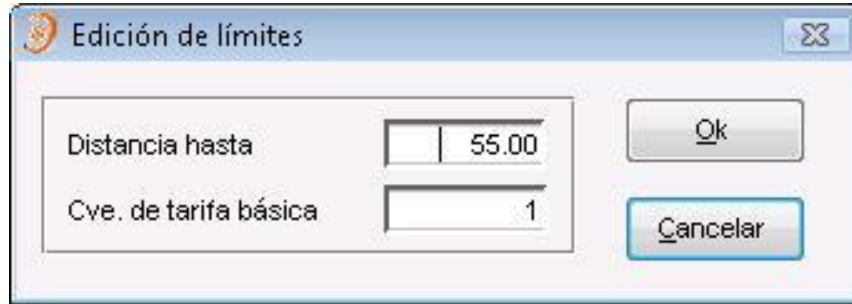 Edición de límites
Distancia hasta 55.00
Ok
Cve. de tarifa básica 1
Cancelar